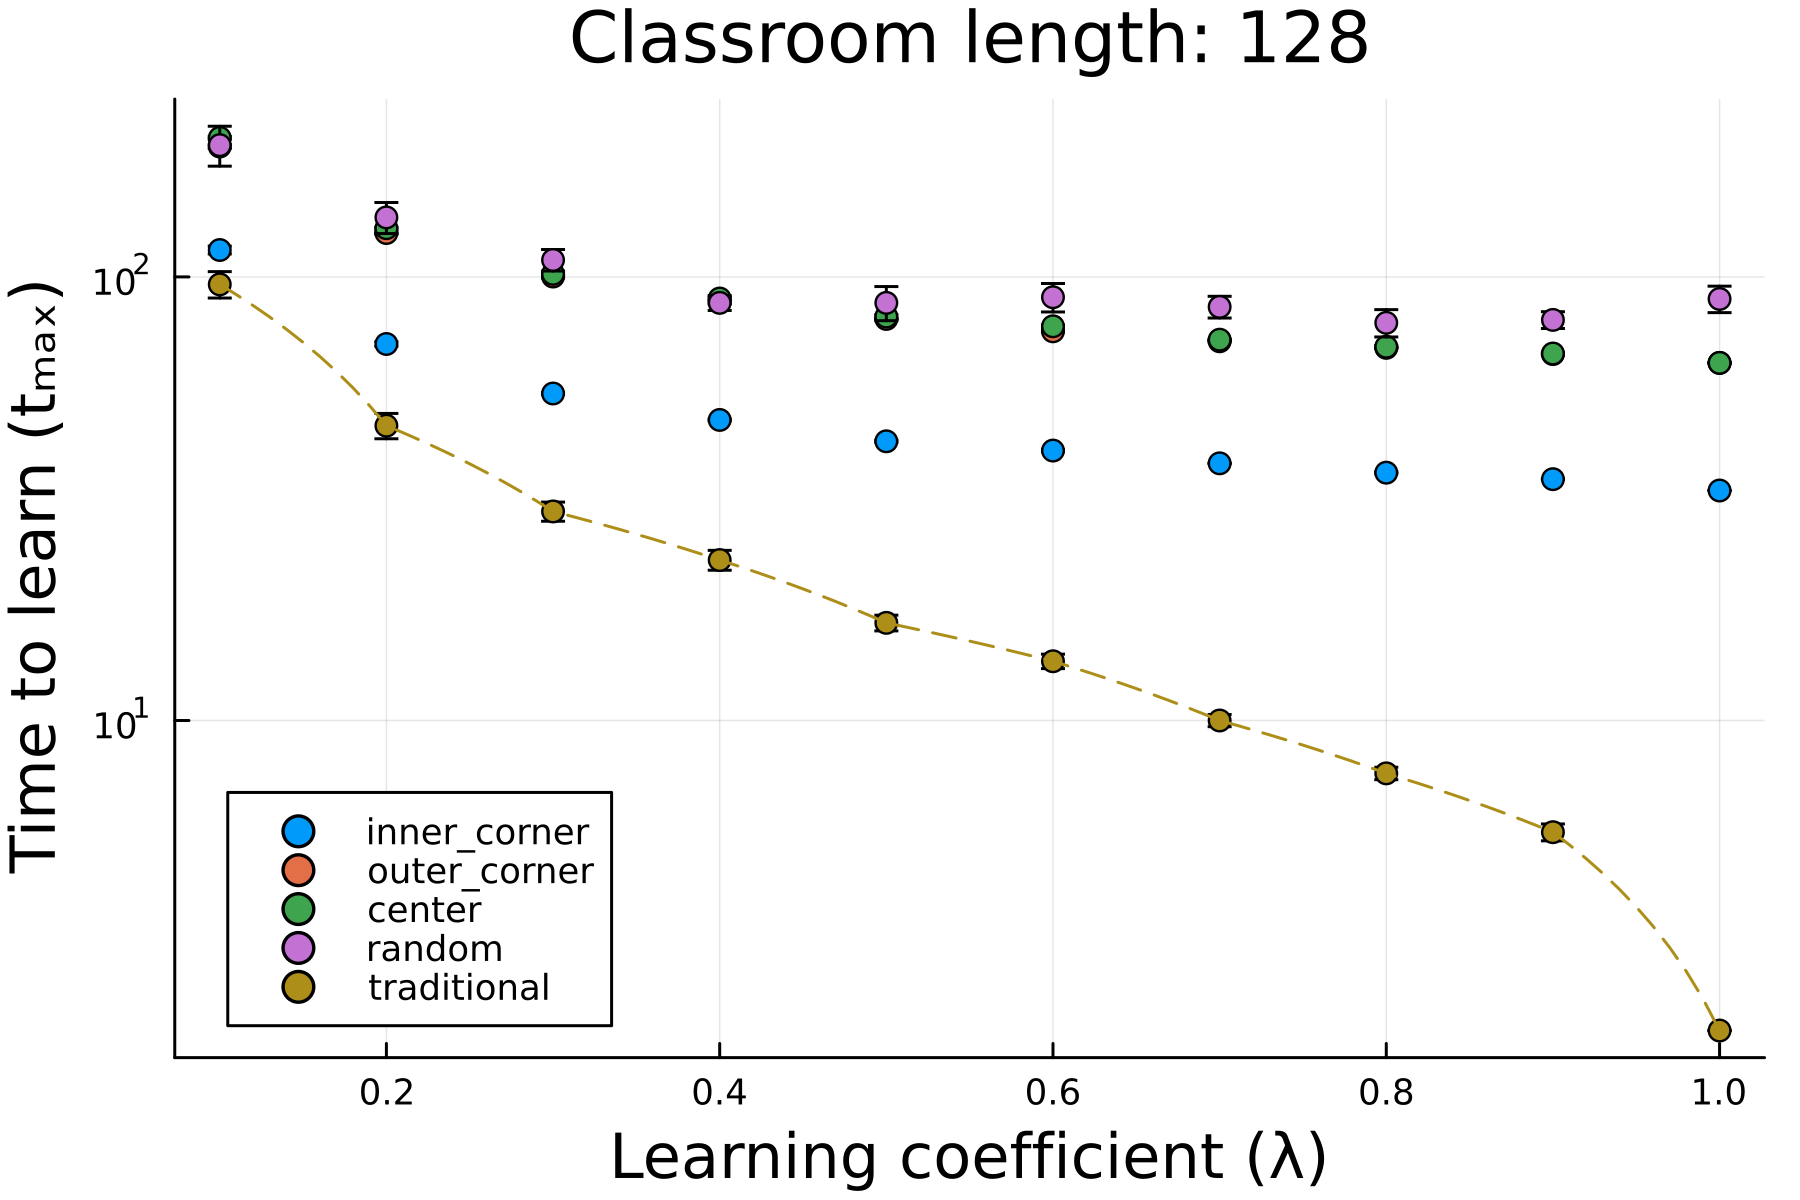 Classroom length: 128
Time to learn (tₘₐₓ)
10²
10¹
inner_corner
outer_corner
center
random
traditional
0.2 0.4 0.6 0.8 1.0
Learning coefficient (λ)